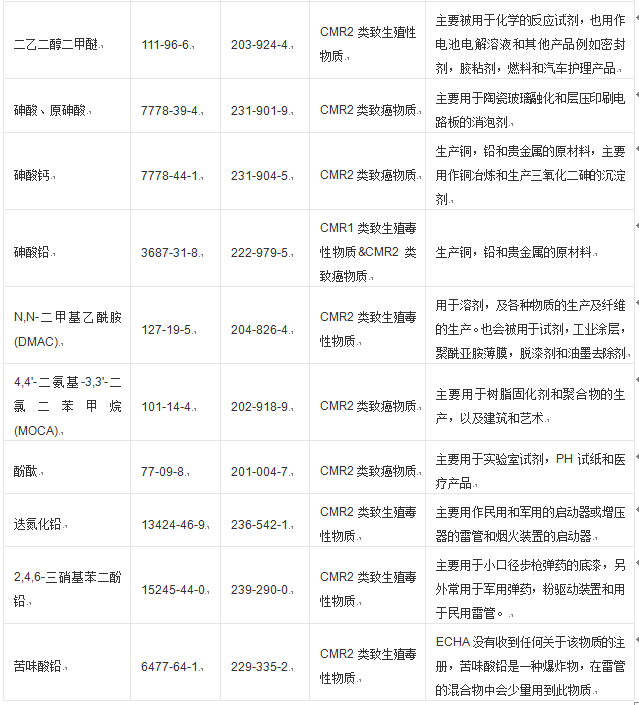 主要被用于化学的反应试剂，也用作
二乙二醇二甲醚 111-96-6 203-924-4 CMR2 类致生殖性 电池电解溶液和其他产品例如密封
物质 剂，胶粘剂，燃料和汽车护理产品
砷酸、原砷酸 7778-39-4 231-901-9 CMR2 类致癌物质 主要用于陶瓷玻璃融化和层压印刷电
路板的消泡剂
生产铜，铅和贵金属的原材料，主要
砷酸钙 7778-44-1 231-904-5 CMR2 类致癌物质 用作铜冶炼和生产三氧化二砷的沉淀
剂
CMR1 类致生殖毒
砷酸铅 3687-31-8 222-979-5 性物质&CMR2 类 生产铜，铅和贵金属的原材料
致癌物质
N,N-二甲基乙酰胺 127-19-5 204-826-4 CMR2 类致生殖毒 用于溶剂，及各种物质的生产及纤维
(DMAC) 性物质 的生产。也会被用于试剂，工业涂层，
聚酰亚胺薄膜，脱漆剂和油墨去除剂
4,4'-二氨基-3,3'-二
氯二苯甲烷 101-14-4 202-918-9 CMR2 类致癌物质 主要用于树脂固化剂和聚合物的生
(MOCA) 产，以及建筑和艺术
酚酞 77-09-8 201-004-7 CMR2 类致癌物质 主要用于实验室试剂，PH 试纸和医
疗产品
迭氮化铅 13424-46-9 236-542-1 CMR2 类致生殖毒 主要用作民用和军用的启动器或增压
性物质 器的雷管和烟火装置的启动器
2,4,6-三硝基苯二酚 15245-44-0 239-290-0 CMR2 类致生殖毒 主要用于小口径步枪弹药的底漆，另
铅 性物质 外常用于军用弹药，粉驱动装置和用
于民用雷管。
苦味酸铅 6477-64-1 229-335-2 CMR2 类致生殖毒 ECHA 没有收到任何关于该物质的注
性物质 册，苦味酸铅是一种爆炸物，在雷管
的混合物中会少量用到此物质